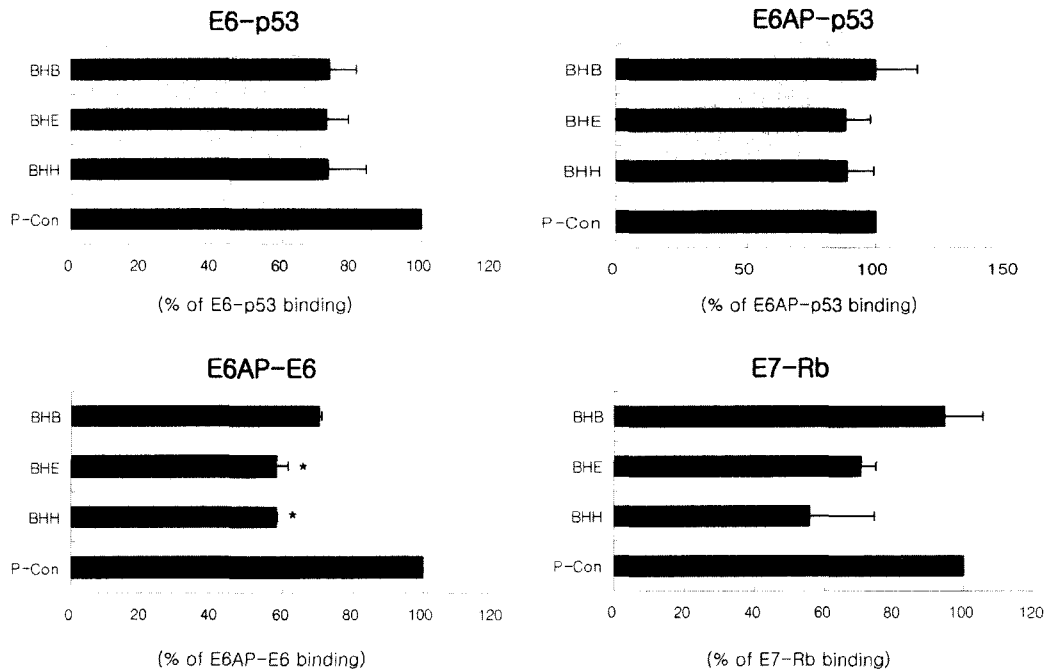 E6-p53
BHB
BHE
BHH
P-Con
0 20 40 60 80 100 120
(% of E6-p53 binding)
E6AP-p53
BHB
BHE
BHH
P-Con
0 50 100 150
(% of E6AP-p53 binding)
E6AP-E6
BHB
BHE *
BHH *
P-Con
0 20 40 60 80 100 120
(% of E6AP-E6 binding)
E7-Rb
BHB
BHE
BHH
P-Con
0 20 40 60 80 100 120
(% of E7-Rb binding)